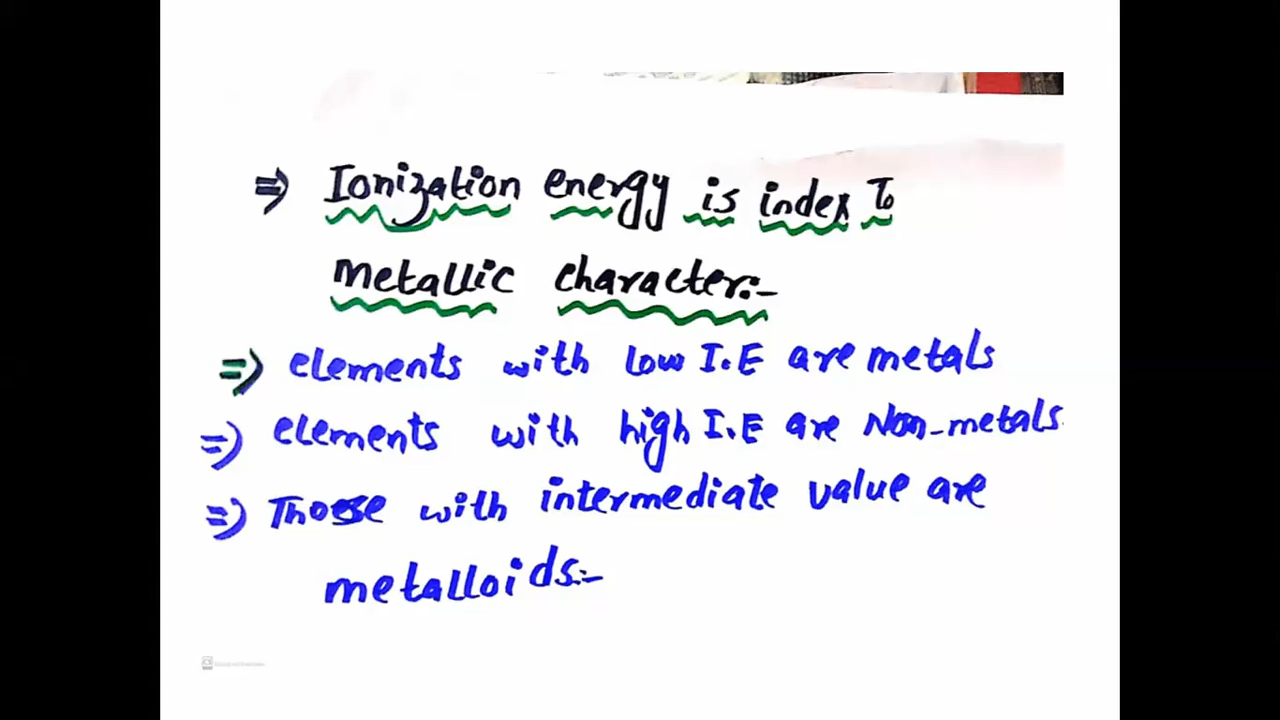 ⇒ Ionization energy is index To
metallic character:-
⇒ elements with low I.E are metals
⇒ elements with high I.E are Non-metals.
⇒ Those with intermediate value are
metalloids:-
CS